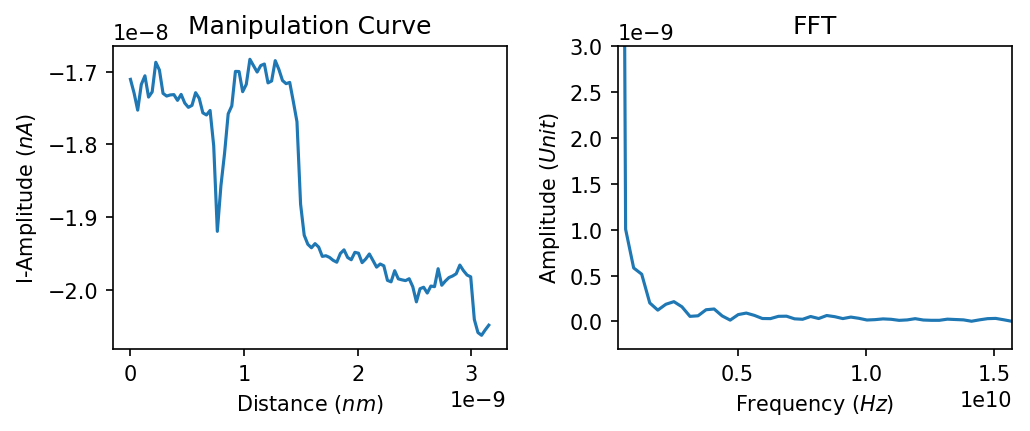 Manipulation Curve
1e−8
−1.7
−1.8
−1.9
−2.0
I-Amplitude (nA)
0
1
2
3
1e−9
Distance (nm)
FFT
1e−9
3.0
2.5
2.0
1.5
1.0
0.5
0.0
Amplitude (Unit)
0.5
1.0
1.5
1e10
Frequency (Hz)